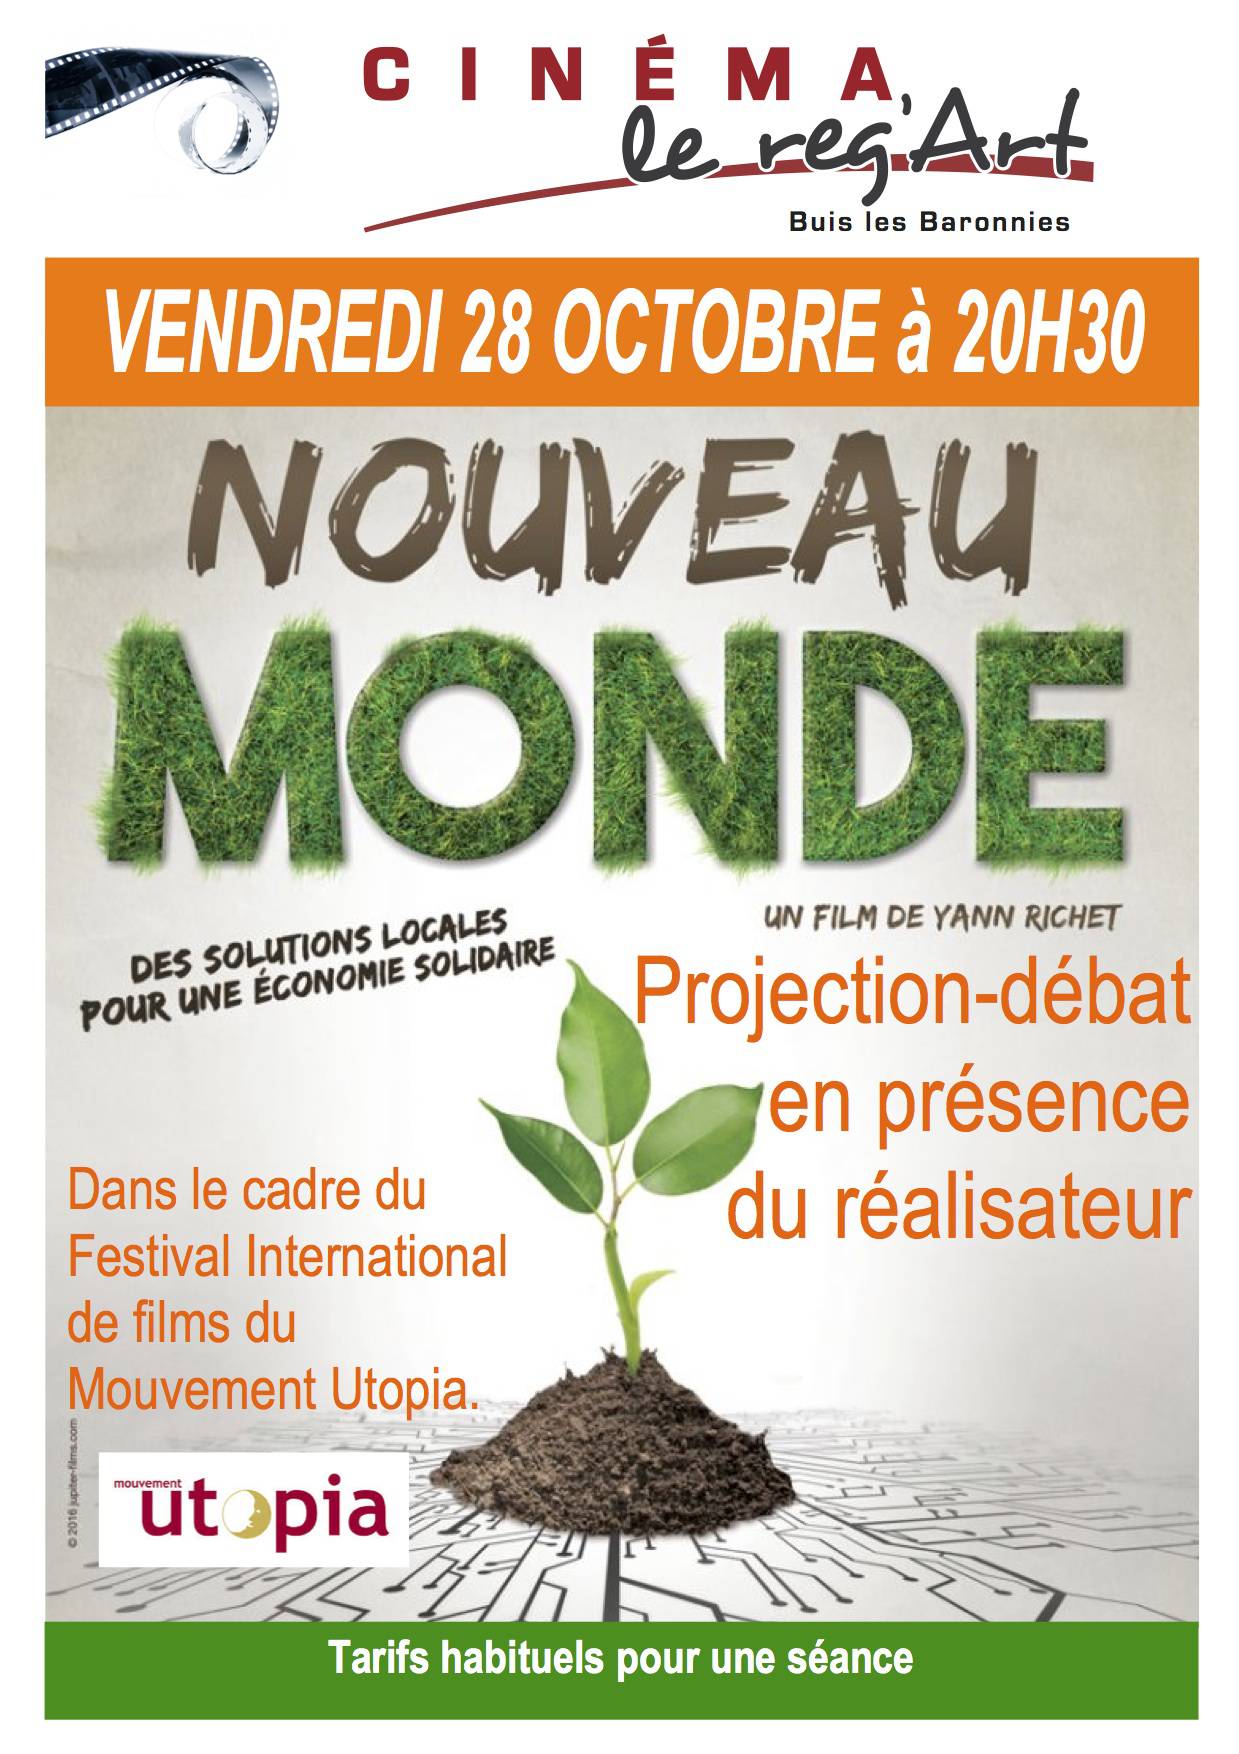 CINÉMA
le reg'Art
Buis les Baronnies
VENDREDI 28 OCTOBRE à 20H30
NOUVEAU
MONDE
DES SOLUTIONS LOCALES
POUR UNE ÉCONOMIE SOLIDAIRE
UN FILM DE YANN RICHET
Projection-débat
en présence
du réalisateur
Dans le cadre du
Festival International
de films du
Mouvement Utopia.
© 2016 jupiter-films.com
mouvement
utopia
Tarifs habituels pour une séance